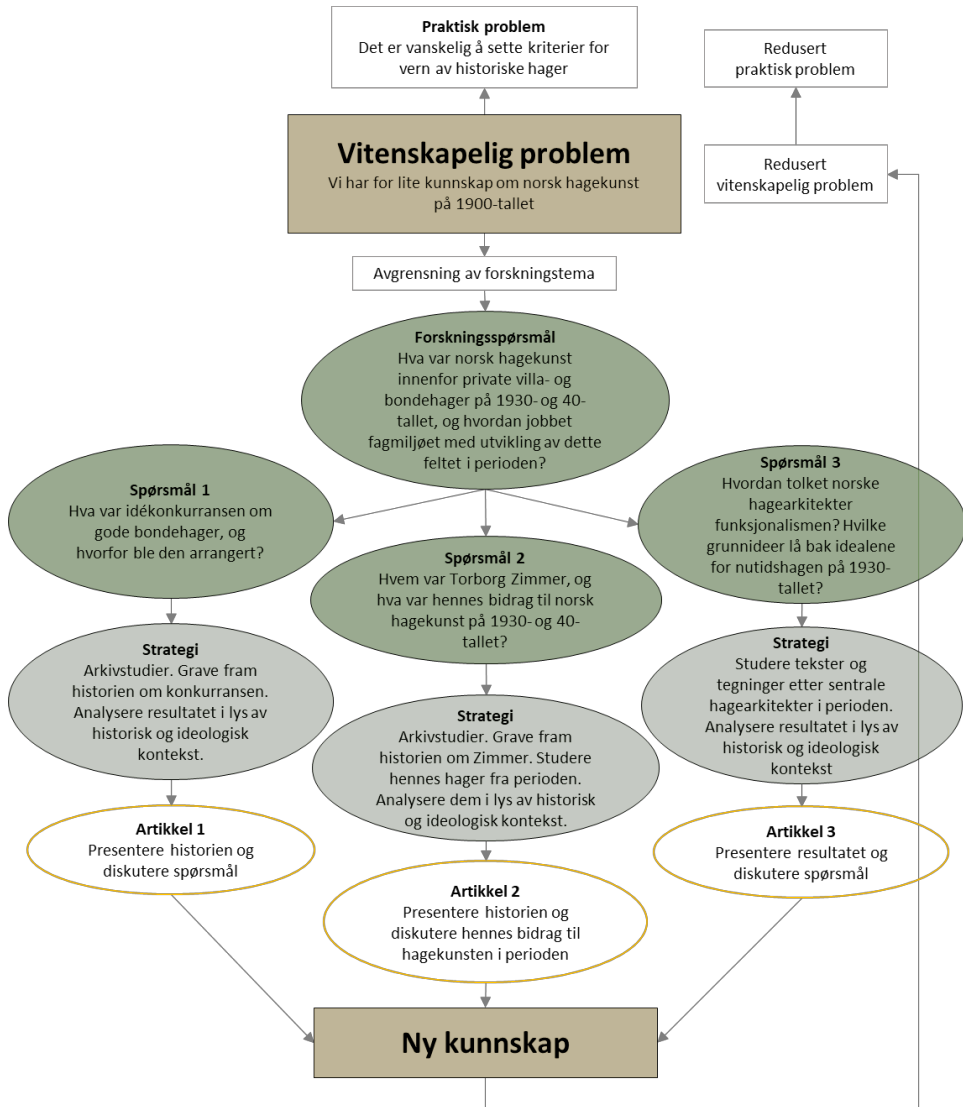 Praktisk problem
Det er vanskelig å sette kriterier for
vern av historiske hager
Redusert
praktisk problem
Vitenskapelig problem
Vi har for lite kunnskap om norsk hagekunst
på 1900-tallet
Redusert
vitenskapelig problem
Avgrensning av forskningstema
Forskningsspørsmål
Hva var norsk hagekunst
innenfor private villa- og
bondehager på 1930- og 40-
tallet, og hvordan jobbet
fagmiljøet med utvikling av dette
feltet i perioden?
Spørsmål 1
Hva var idékonkurransen om
gode bondehager, og
hvorfor ble den arrangert?
Spørsmål 2
Hvem var Torborg Zimmer, og
hva var hennes bidrag til norsk
hagekunst på 1930- og 40-
tallet?
Spørsmål 3
Hvordan tolket norske
hagearkitekter
funksjonalismen? Hvilke
grunnideer lå bak idealene
for nutidshagen på 1930-
tallet?
Strategi
Arkivstudier. Grave fram
historien om konkurransen.
Analysere resultatet i lys av
historisk og ideologisk
kontekst.
Strategi
Arkivstudier. Grave fram
historien om Zimmer. Studere
hennes hager fra perioden.
Analysere dem i lys av historisk
og ideologisk kontekst.
Strategi
Studere tekster og
tegninger etter sentrale
hagearkitekter i perioden.
Analysere resultatet i lys av
historisk og ideologisk
kontekst
Artikkel 1
Presentere historien og
diskutere spørsmål
Artikkel 2
Presentere historien og
diskutere hennes bidrag til
hagekunsten i perioden
Artikkel 3
Presentere resultatet og
diskutere spørsmål
Ny kunnskap